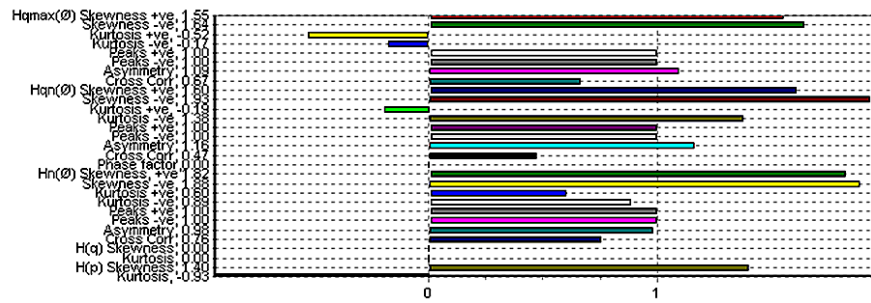 Hqmax(Ø) Skewness +ve, 1.55
Skewness -ve, 1.64
Kurtosis +ve, -0.52
Kurtosis -ve, -0.17
Peaks +ve, 1.00
Peaks -ve, 1.00
Asymmetry, 1.09
Cross Corr, 0.67
Hqn(Ø) Skewness +ve, 1.60
Skewness -ve, 1.93
Kurtosis +ve, -0.19
Kurtosis -ve, 1.38
Peaks +ve, 1.00
Peaks -ve, 1.00
Asymmetry, 1.16
Cross Corr, 0.47
Phase factor, 0.00
Hn(Ø) Skewness, +ve, 1.82
Skewness -ve, 1.88
Kurtosis +ve, 0.60
Kurtosis -ve, 0.89
Peaks +ve, 1.00
Peaks -ve, 1.00
Asymmetry, 0.98
Cross Corr, 0.76
H(q) Skewness, 0.00
Kurtosis, 0.00
H(p) Skewness, 1.40
Kurtosis, -0.93
0 1